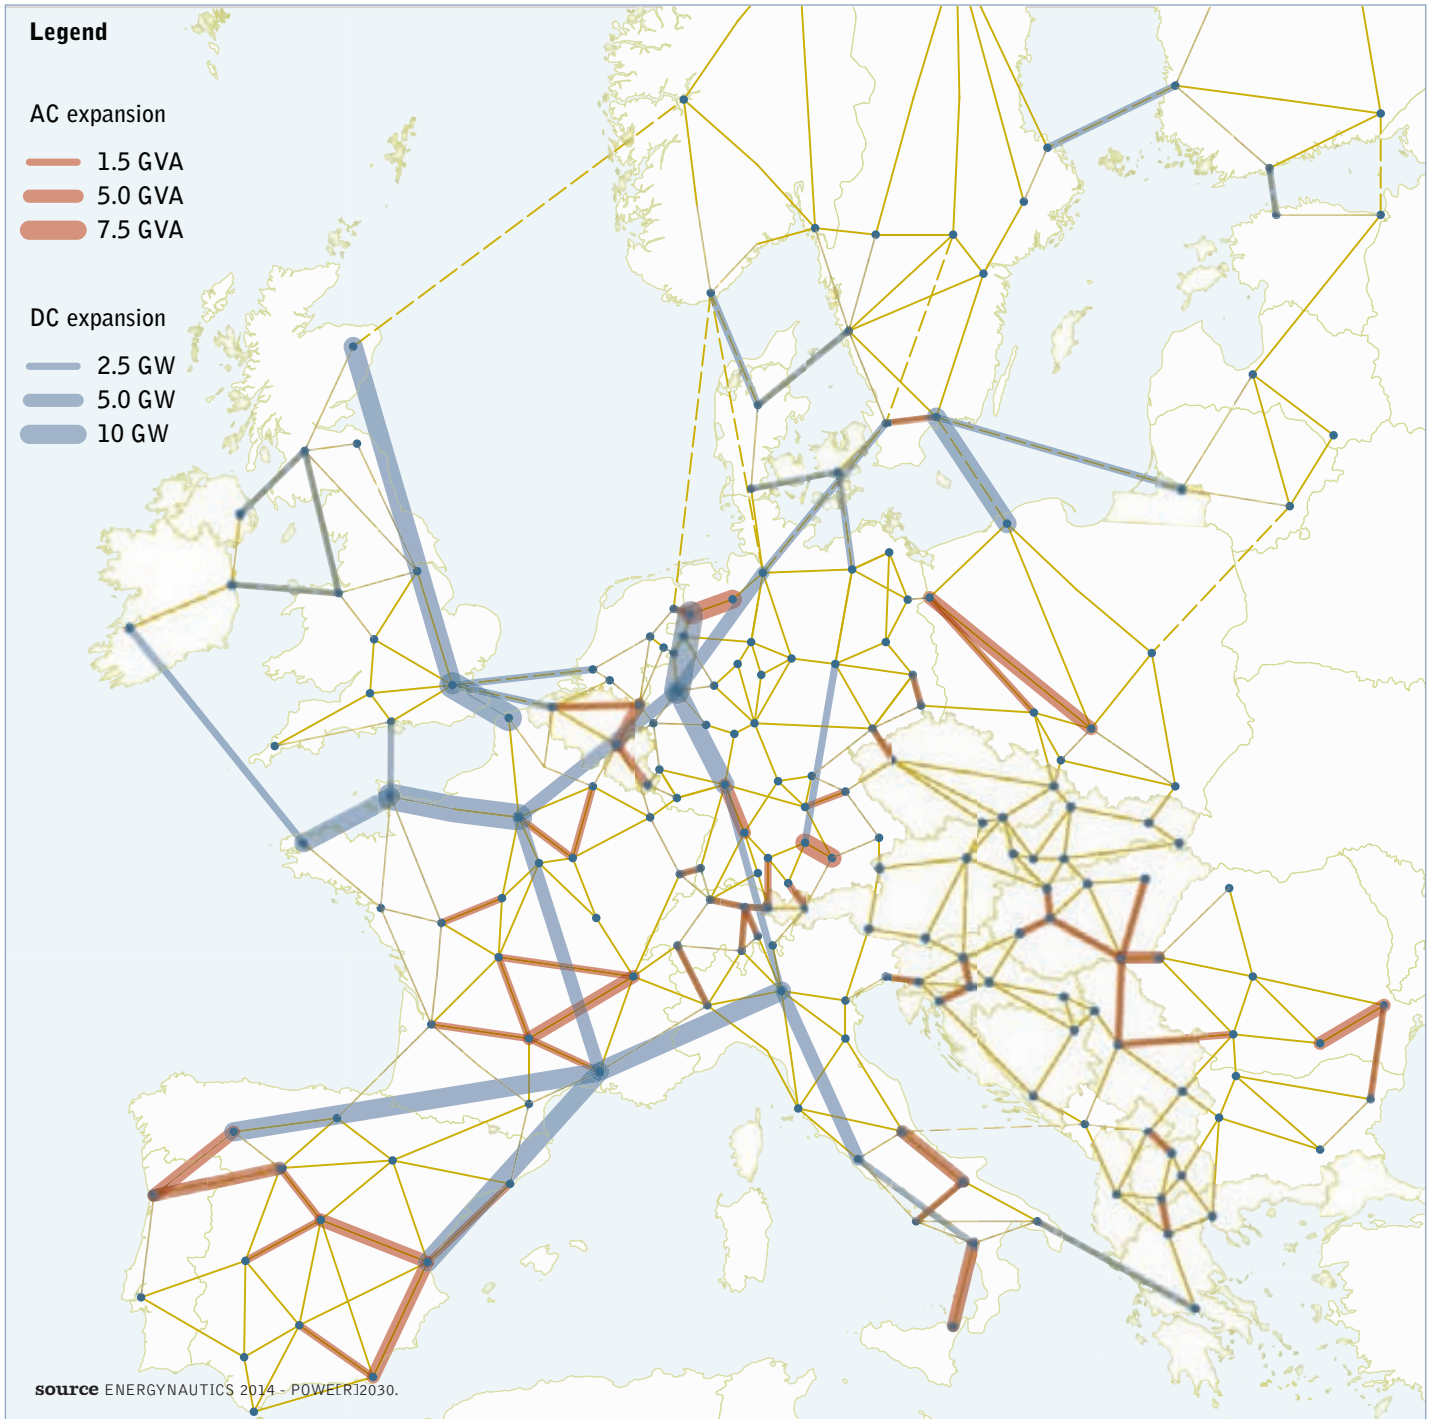 Legend
AC expansion
1.5 GVA
5.0 GVA
7.5 GVA
DC expansion
2.5 GW
5.0 GW
10 GW
source ENERGYNAUTICS 2014 - POWE[R]2030.